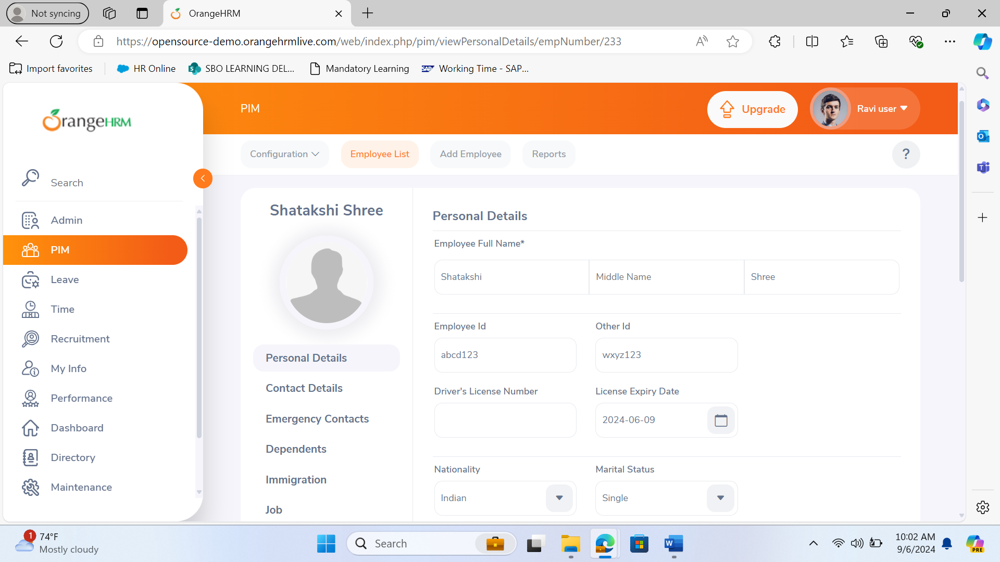 Not syncing
OrangeHRM
https://opensource-demo.orangehrmlive.com/web/index.php/pim/viewPersonalDetails/empNumber/233
Import favorites
HR Online
SBO LEARNING DEL...
Mandatory Learning
Working Time - SAP...
OrangeHRM
PIM
Upgrade
Ravi user
Configuration
Employee List
Add Employee
Reports
?
Search
Admin
PIM
Leave
Time
Recruitment
My Info
Performance
Dashboard
Directory
Maintenance
Shatakshi Shree
Personal Details
Contact Details
Emergency Contacts
Dependents
Immigration
Job
Personal Details
Employee Full Name*
Shatakshi
Middle Name
Shree
Employee Id
Other Id
abcd123
wxyz123
Driver's License Number
License Expiry Date
2024-06-09
Nationality
Marital Status
Indian
Single
1
74°F
Mostly cloudy
Search
10:02 AM
9/6/2024
PRE